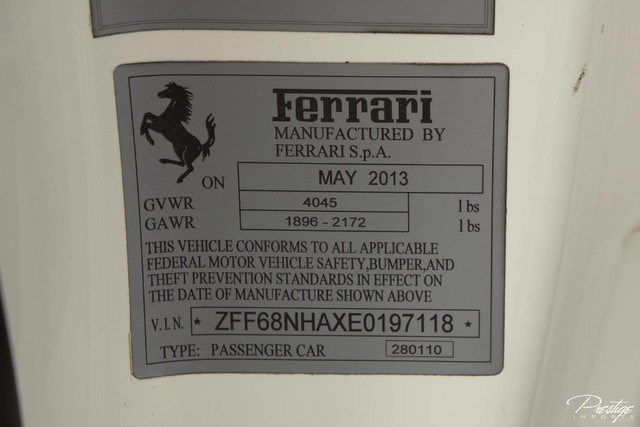 Ferrari
MANUFACTURED BY
FERRARI S.p.A.
ON MAY 2013
GVWR 4045 lbs
GAWR 1896 - 2172 lbs
THIS VEHICLE CONFORMS TO ALL APPLICABLE
FEDERAL MOTOR VEHICLE SAFETY,BUMPER,AND
THEFT PREVENTION STANDARDS IN EFFECT ON
THE DATE OF MANUFACTURE SHOWN ABOVE
V.I.N. * ZFF68NHAXE0197118 *
TYPE: PASSENGER CAR 280110
Prestige
IMPORTS